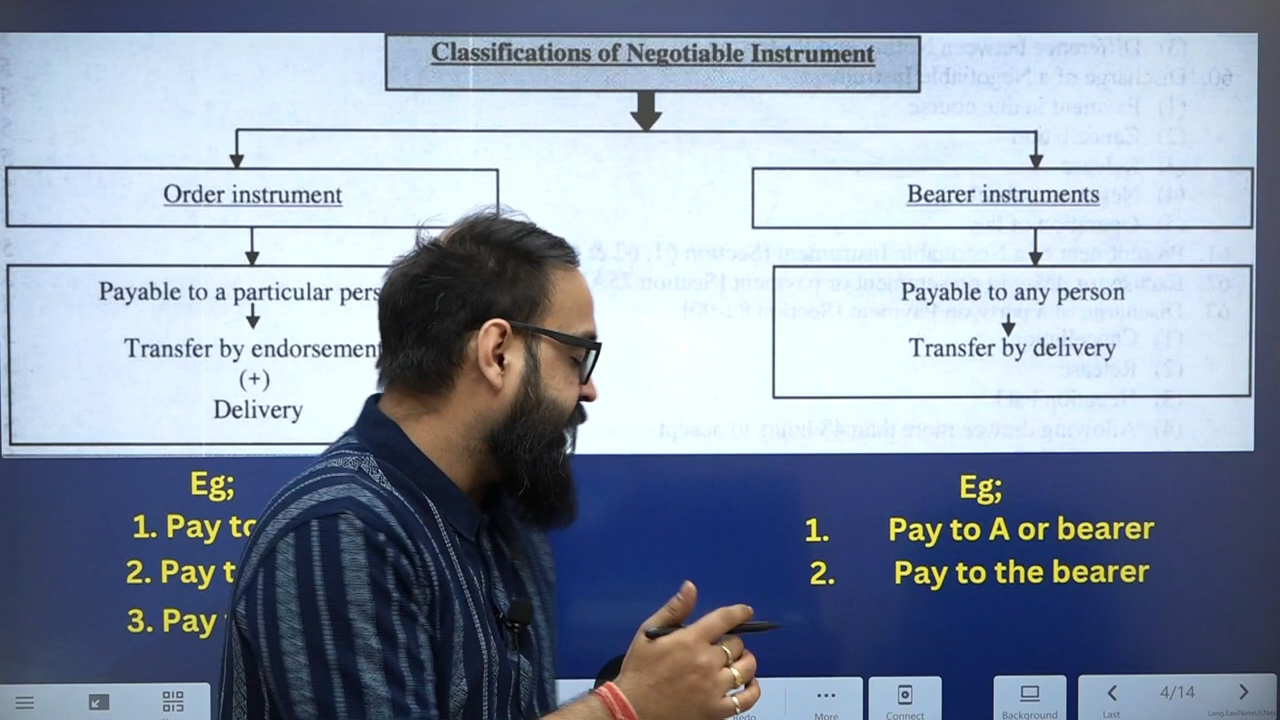 Classifications of Negotiable Instrument
Order instrument
Payable to a particular pers
Transfer by endorsement
(+)
Delivery
Bearer instruments
Payable to any person
Transfer by delivery
Eg;
1. Pay to
2. Pay t
3. Pay
Eg;
1. Pay to A or bearer
2. Pay to the bearer
Redo
More
Connect
Background
Last
4/14